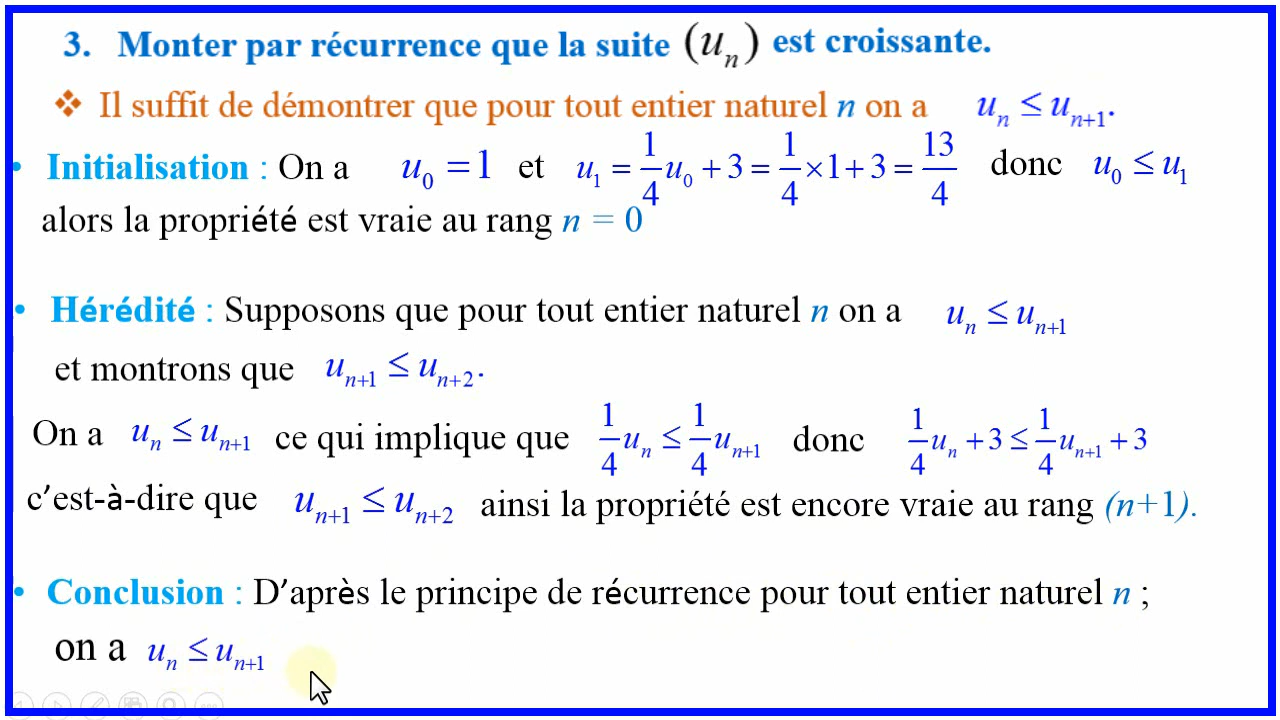 3. Monter par récurrence que la suite (uₙ) est croissante.
❖ Il suffit de démontrer que pour tout entier naturel n on a uₙ ≤ uₙ₊₁.
• Initialisation : On a u₀ = 1 et u₁ = 1/4 u₀ + 3 = 1/4 × 1 + 3 = 13/4 donc u₀ ≤ u₁
alors la propriété est vraie au rang n = 0
• Hérédité : Supposons que pour tout entier naturel n on a uₙ ≤ uₙ₊₁
et montrons que uₙ₊₁ ≤ uₙ₊₂.
On a uₙ ≤ uₙ₊₁ ce qui implique que 1/4 uₙ ≤ 1/4 uₙ₊₁ donc 1/4 uₙ + 3 ≤ 1/4 uₙ₊₁ + 3
c’est-à-dire que uₙ₊₁ ≤ uₙ₊₂ ainsi la propriété est encore vraie au rang (n+1).
• Conclusion : D’après le principe de récurrence pour tout entier naturel n ;
on a uₙ ≤ uₙ₊₁